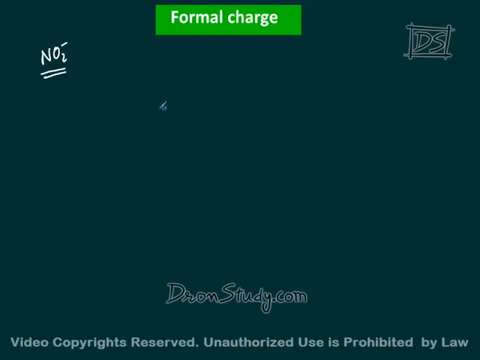 Formal charge
DS
NO₂⁻
DronStudy.com
Video Copyrights Reserved. Unauthorized Use is Prohibited by Law